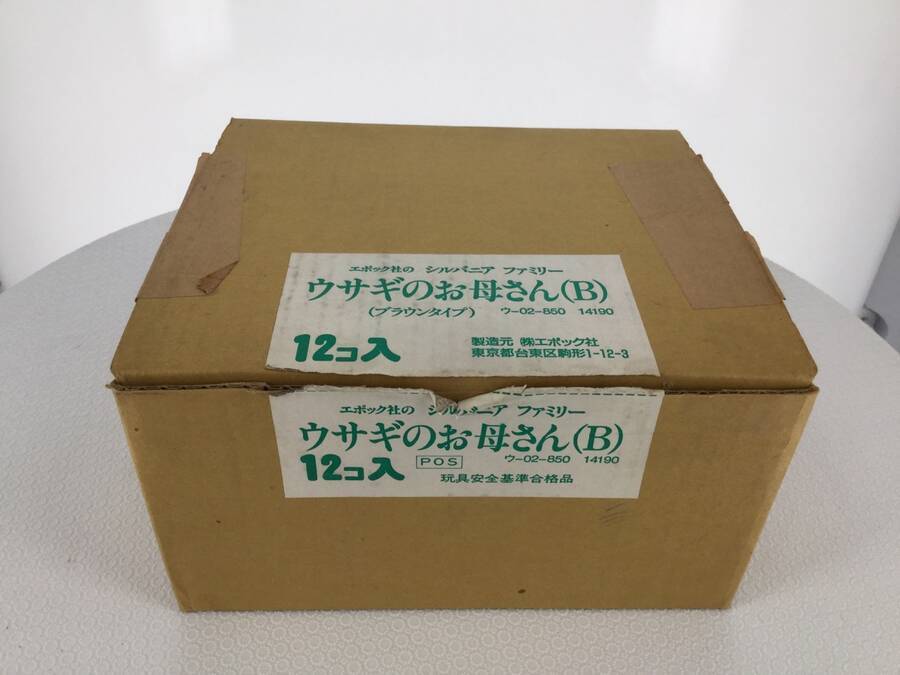 エポック社の シルバニア ファミリー
ウサギのお母さん(B)
(ブラウンタイプ) ウ-02-850 14190
12コ入 製造元 ㈱エポック社
東京都台東区駒形1-12-3
エポック社の シルバニア ファミリー
ウサギのお母さん(B)
12コ入 POS ウ-02-850 14190
玩具安全基準合格品